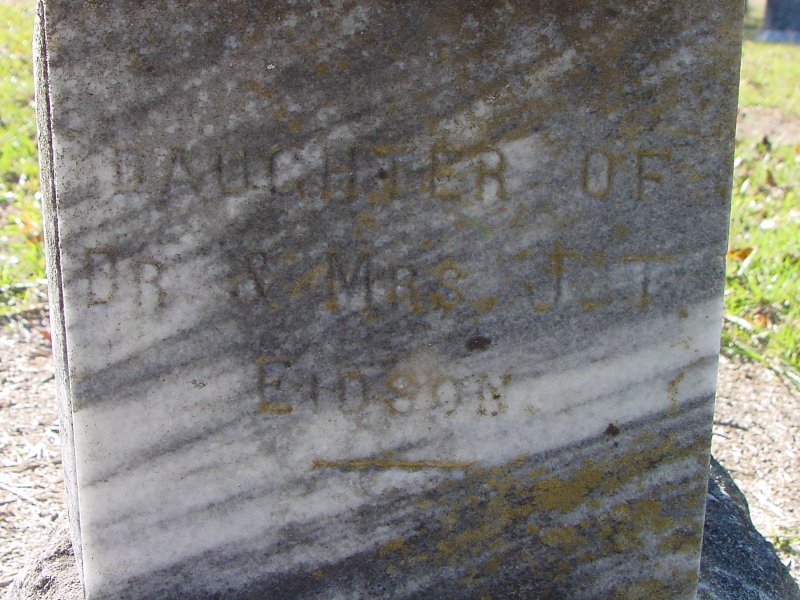 DAUGHTER OF
DR. & MRS. J. T.
EIDSON